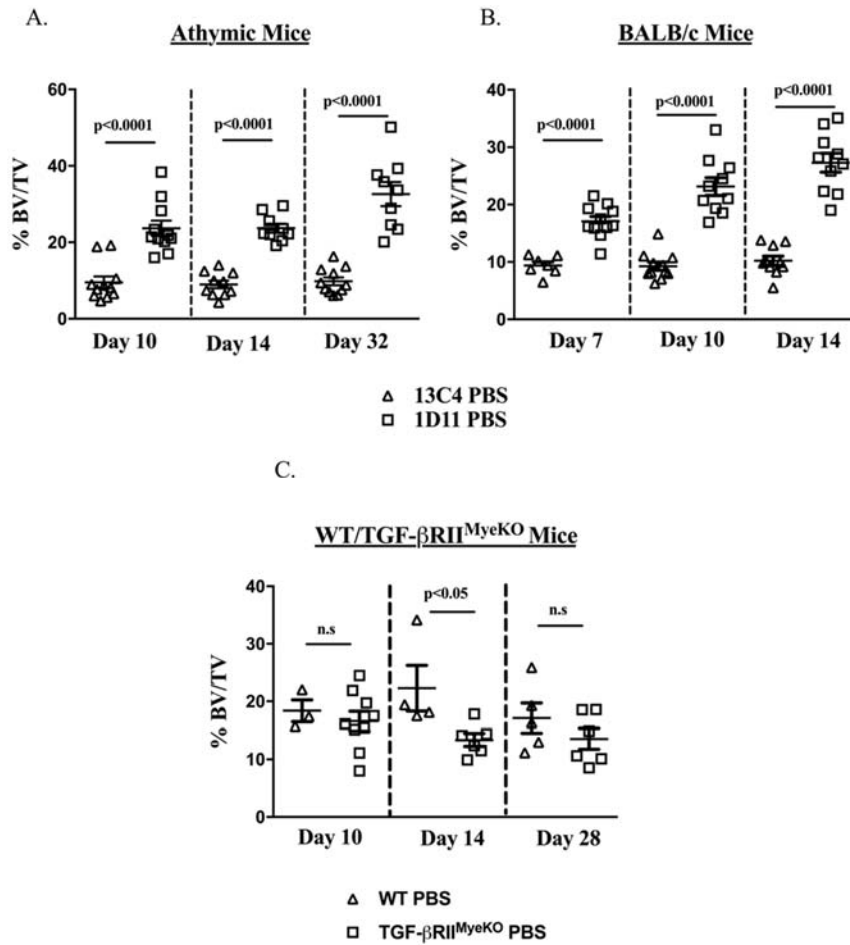 A.
Athymic Mice
% BV/TV
60
40
20
0
p<0.0001
p<0.0001
p<0.0001
Day 10
Day 14
Day 32
B.
BALB/c Mice
% BV/TV
40
30
20
10
0
p<0.0001
p<0.0001
p<0.0001
Day 7
Day 10
Day 14
13C4 PBS
1D11 PBS
C.
WT/TGF-βRII^MyeKO Mice
% BV/TV
40
30
20
10
0
n.s
p<0.05
n.s
Day 10
Day 14
Day 28
WT PBS
TGF-βRII^MyeKO PBS